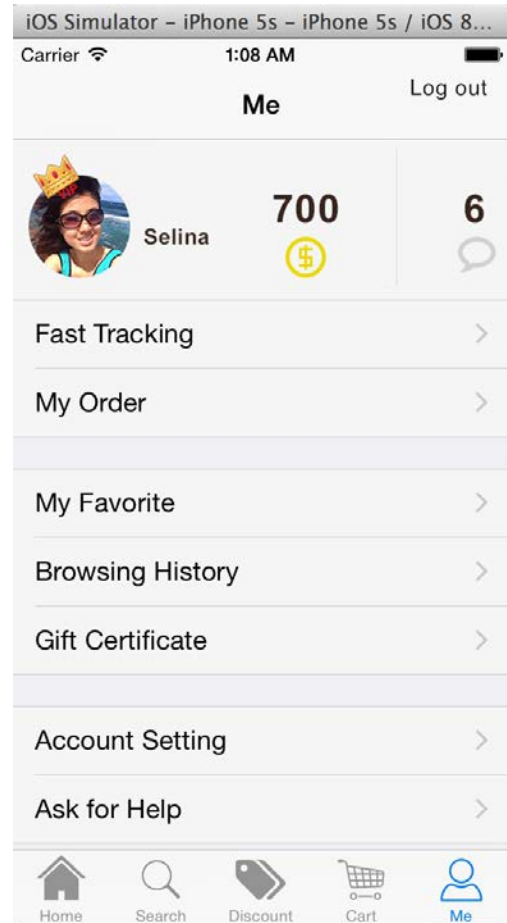 iOS Simulator – iPhone 5s – iPhone 5s / iOS 8...
Carrier 1:08 AM
Me
Log out
VIP
Selina
700
6
$
Fast Tracking
My Order
My Favorite
Browsing History
Gift Certificate
Account Setting
Ask for Help
Home Search Discount Cart Me